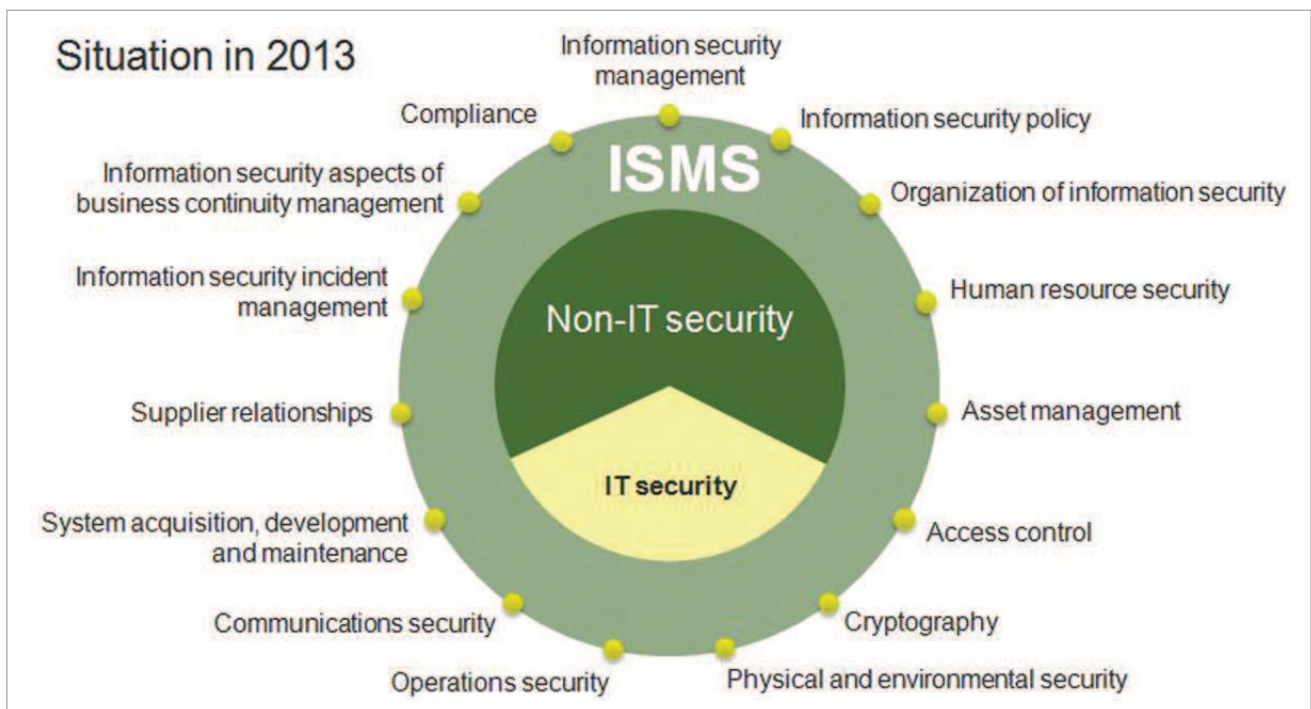 Situation in 2013
Information security
management
Information security policy
Organization of information security
Human resource security
Asset management
Access control
Cryptography
Physical and environmental security
Operations security
Communications security
System acquisition, development
and maintenance
Supplier relationships
Information security incident
management
Information security aspects of
business continuity management
Compliance
ISMS
Non-IT security
IT security